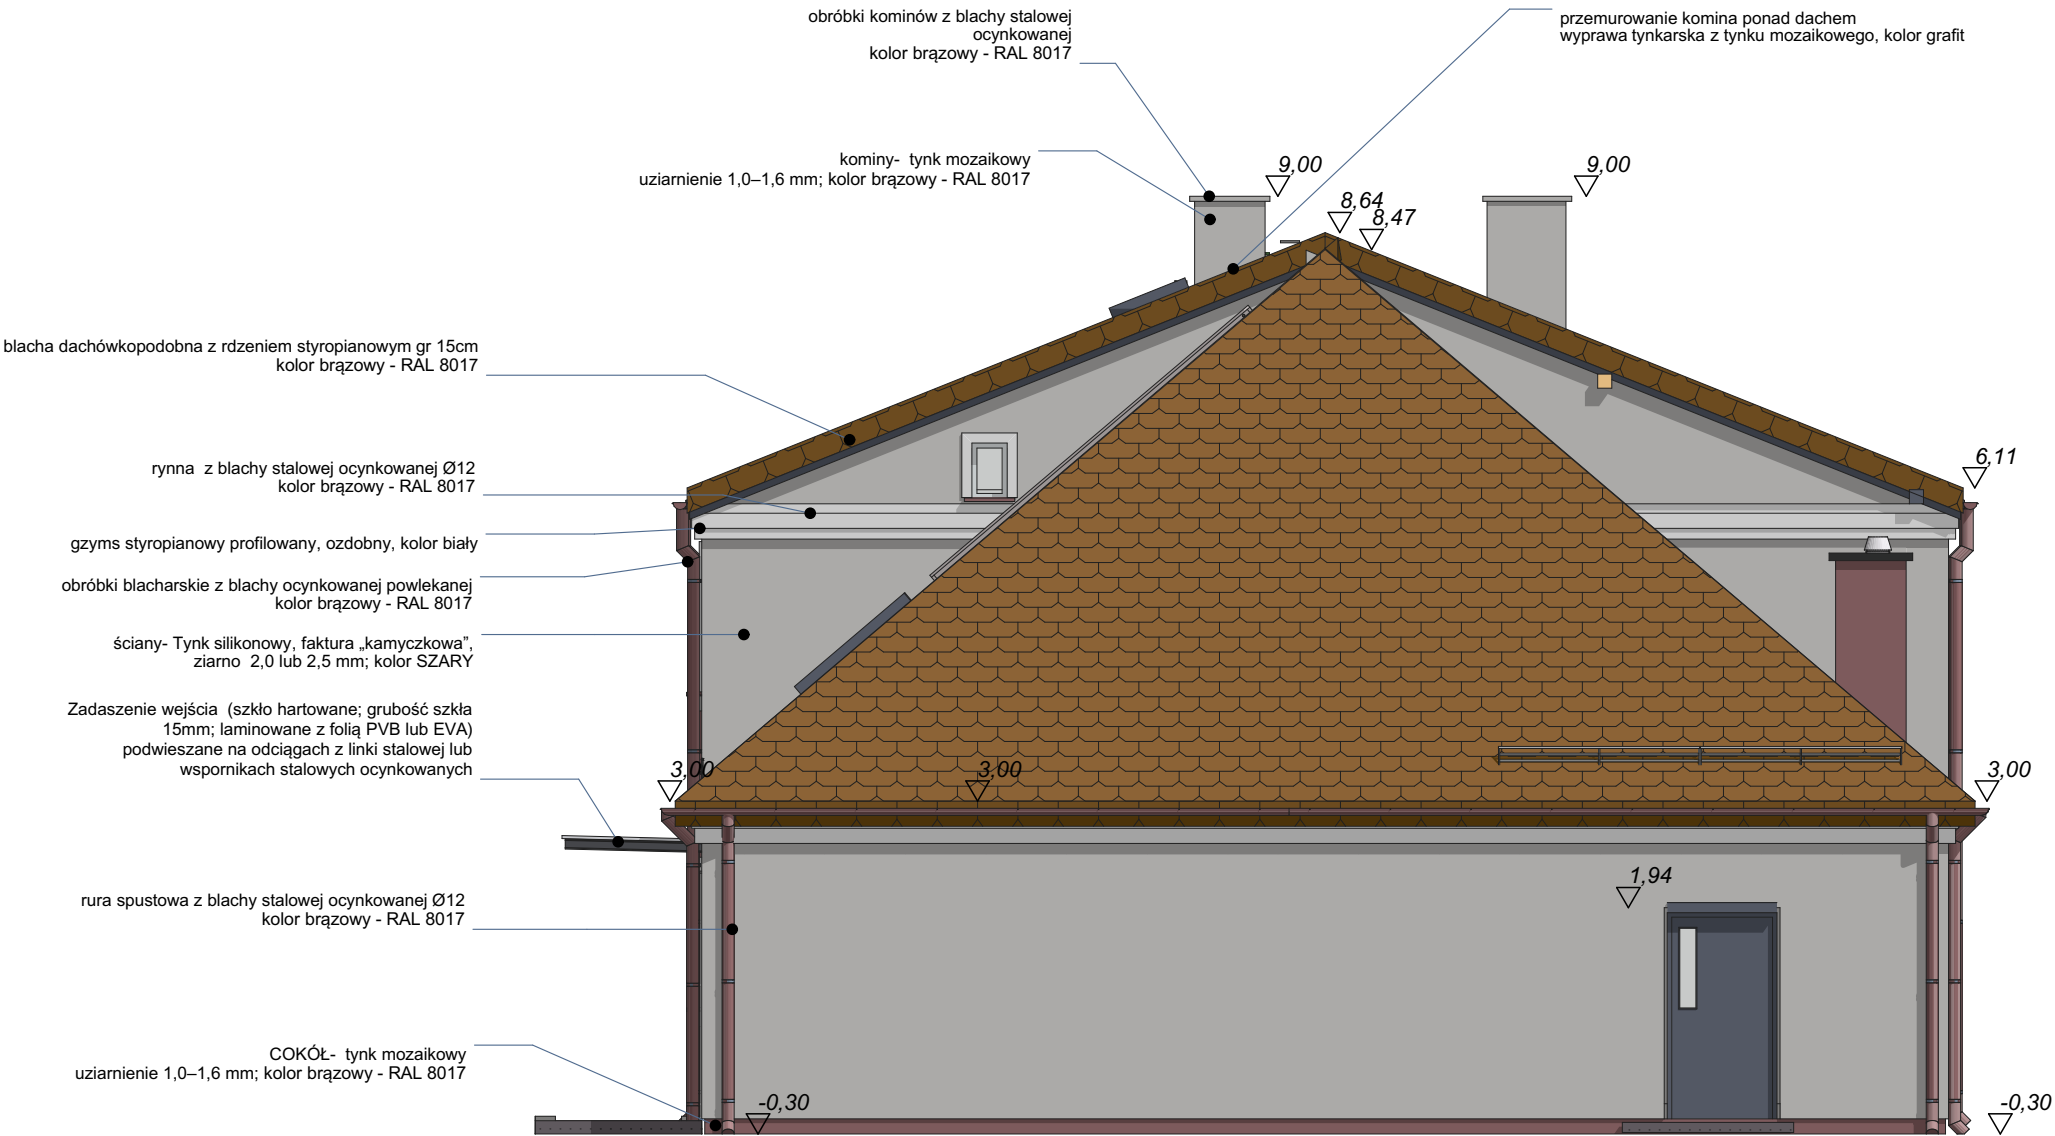 obróbki kominów z blachy stalowej
ocynkowanej
kolor brązowy - RAL 8017
przemurowanie komina ponad dachem
wyprawa tynkarska z tynku mozaikowego, kolor grafit
kominy- tynk mozaikowy
uziarnienie 1,0–1,6 mm; kolor brązowy - RAL 8017
9,00
9,00
8,64
8,47
blacha dachówkopodobna z rdzeniem styropianowym gr 15cm
kolor brązowy - RAL 8017
rynna z blachy stalowej ocynkowanej Ø12
kolor brązowy - RAL 8017
6,11
gzyms styropianowy profilowany, ozdobny, kolor biały
obróbki blacharskie z blachy ocynkowanej powlekanej
kolor brązowy - RAL 8017
ściany- Tynk silikonowy, faktura „kamyczkowa”,
ziarno 2,0 lub 2,5 mm; kolor SZARY
Zadaszenie wejścia (szkło hartowane; grubość szkła
15mm; laminowane z folią PVB lub EVA)
podwieszane na odciągach z linki stalowej lub
wspornikach stalowych ocynkowanych
3,00
3,00
3,00
1,94
rura spustowa z blachy stalowej ocynkowanej Ø12
kolor brązowy - RAL 8017
COKÓŁ- tynk mozaikowy
uziarnienie 1,0–1,6 mm; kolor brązowy - RAL 8017
-0,30
-0,30